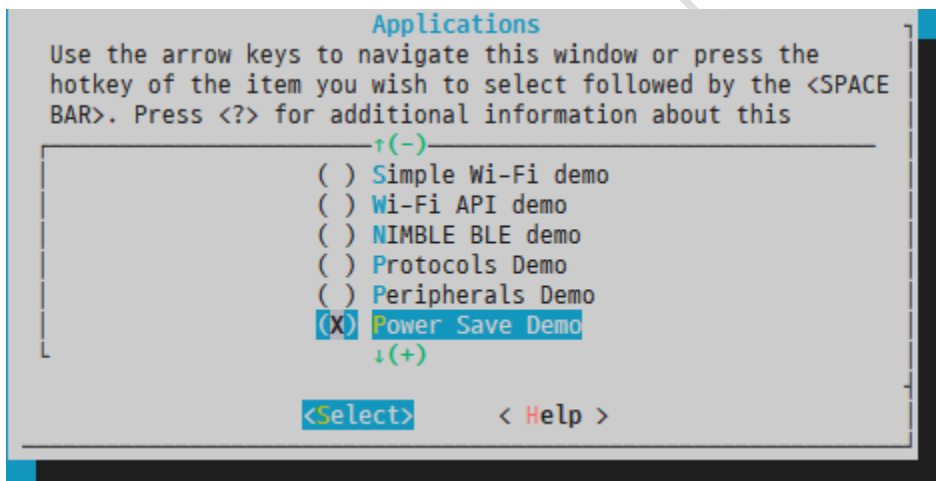 Applications
Use the arrow keys to navigate this window or press the
hotkey of the item you wish to select followed by the <SPACE
BAR>. Press <?> for additional information about this
↑(-)
( ) Simple Wi-Fi demo
( ) Wi-Fi API demo
( ) NIMBLE BLE demo
( ) Protocols Demo
( ) Peripherals Demo
(X) Power Save Demo
↓(+)
<Select> < Help >